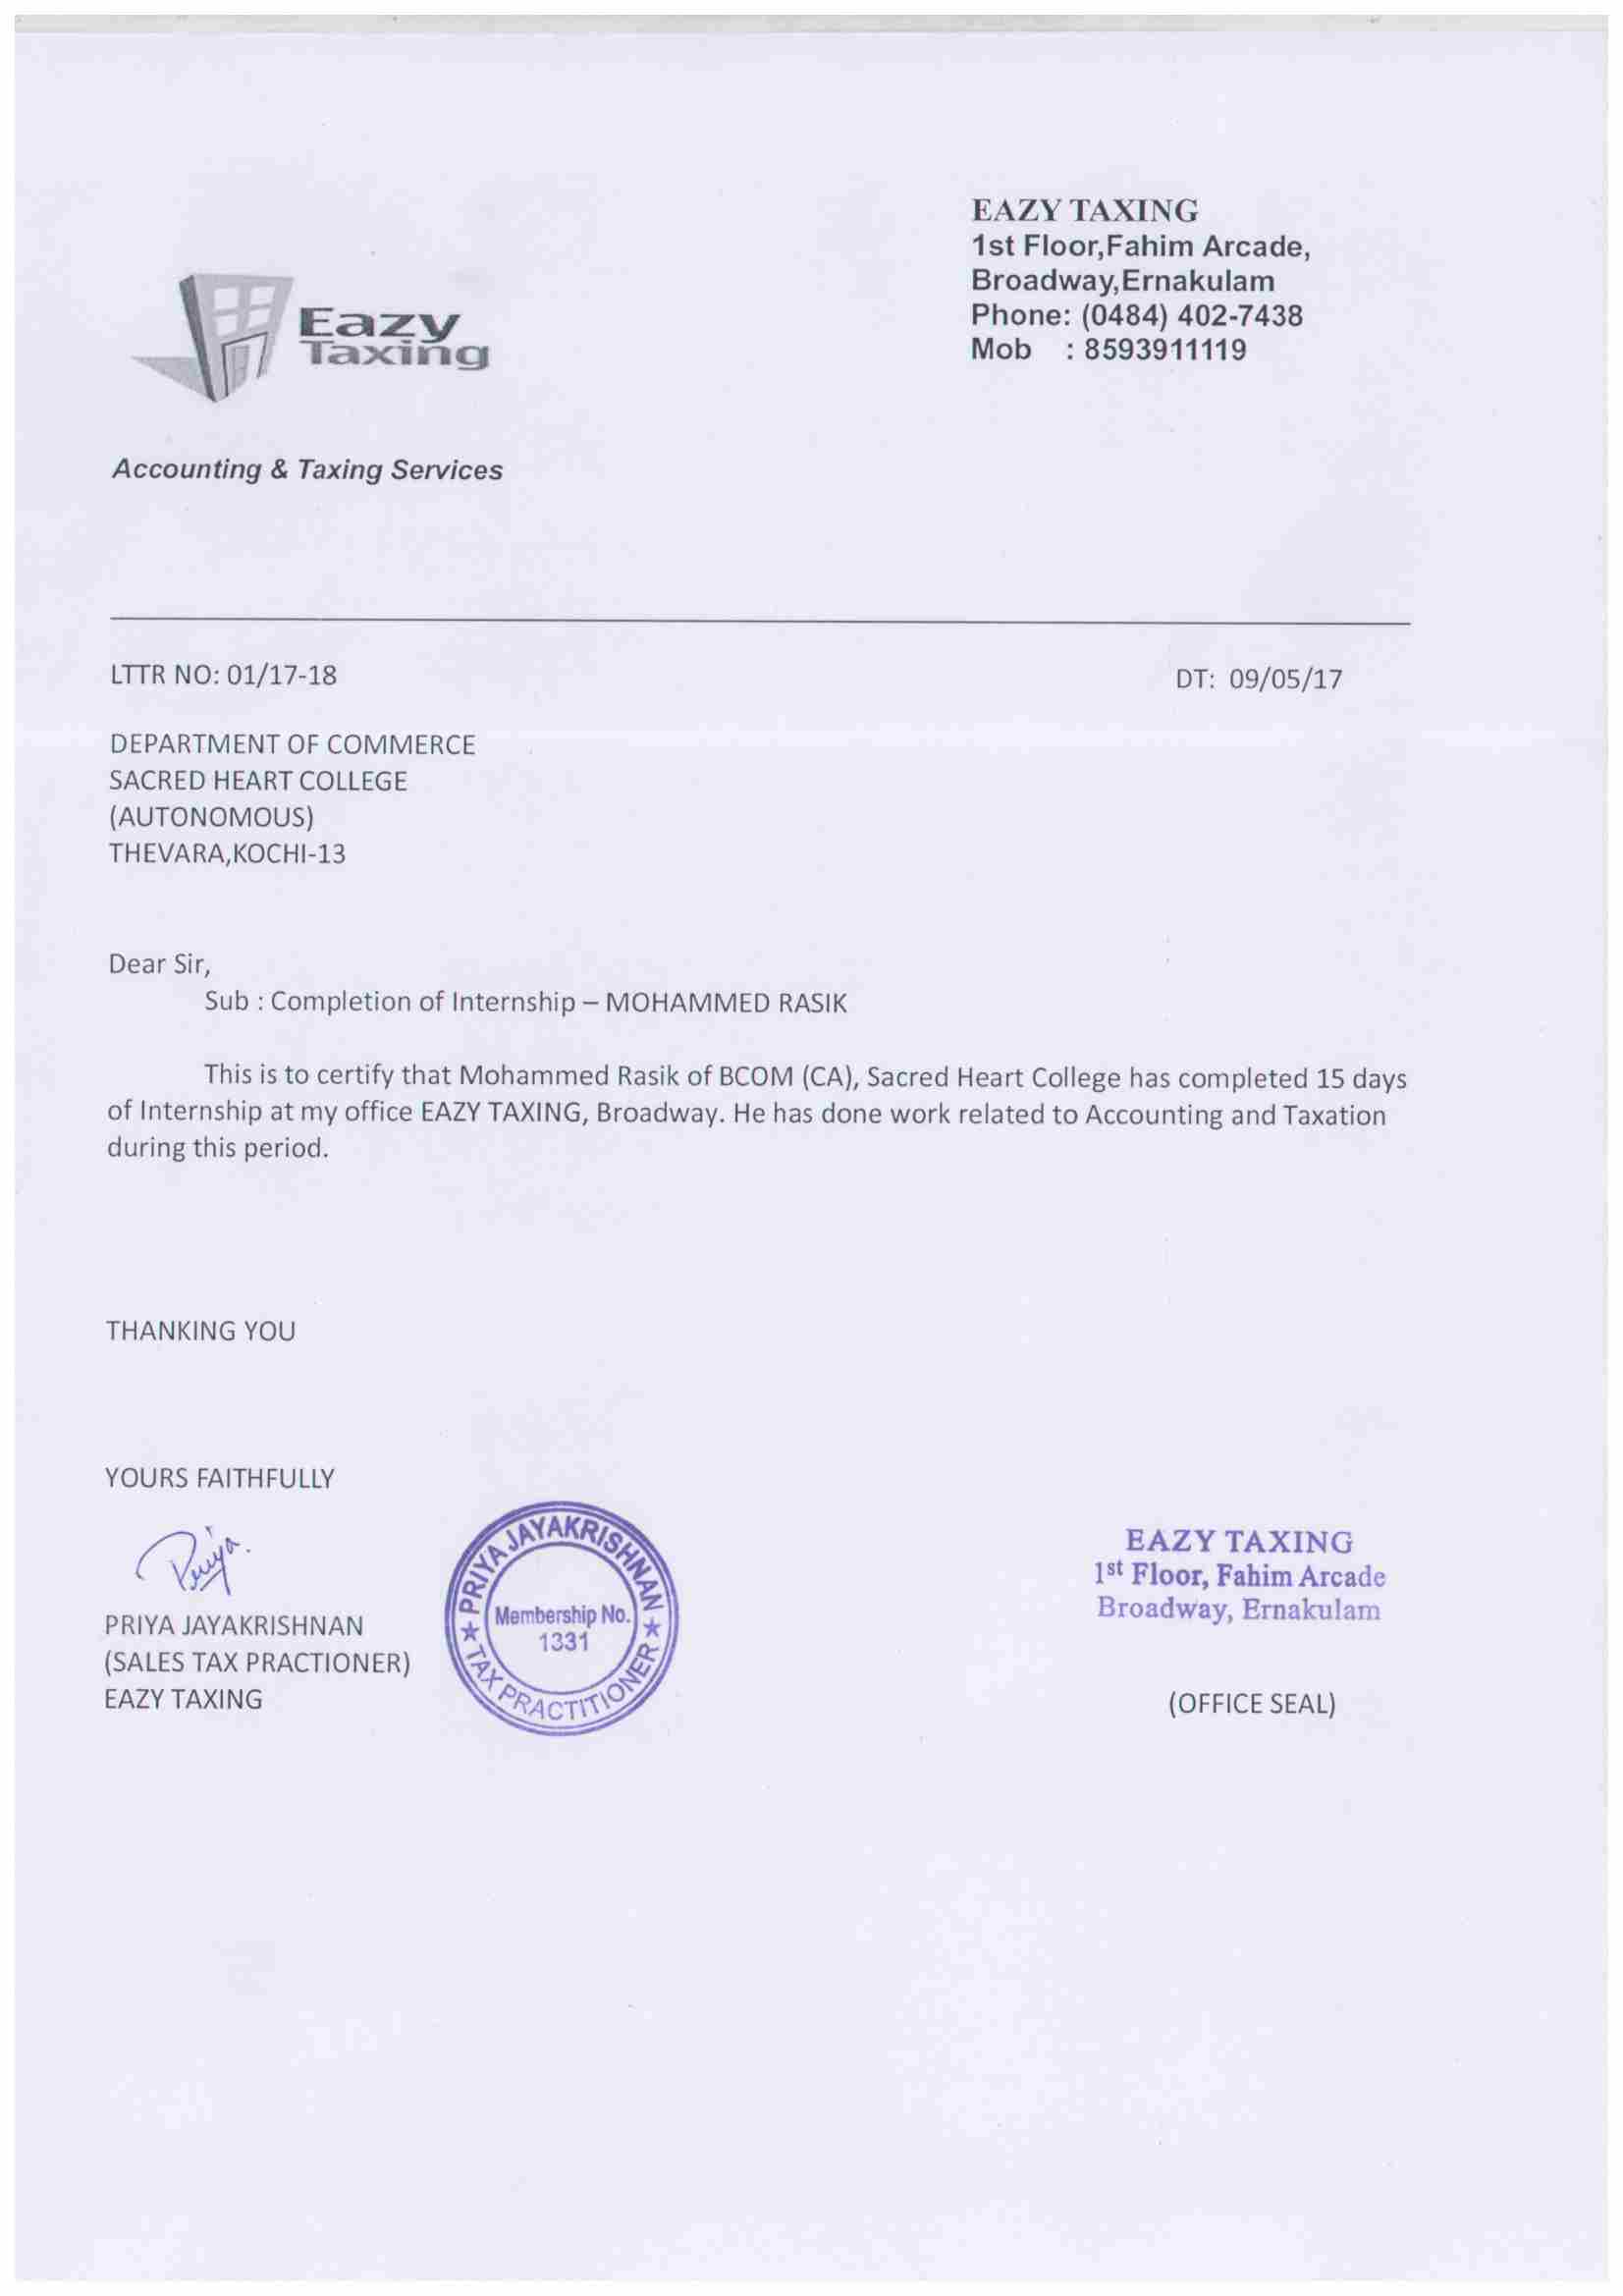 EAZY TAXING
1st Floor,Fahim Arcade,
Broadway,Ernakulam
Phone: (0484) 402-7438
Mob : 8593911119
Eazy
Taxing
Accounting & Taxing Services
LTTR NO: 01/17-18
DT: 09/05/17
DEPARTMENT OF COMMERCE
SACRED HEART COLLEGE
(AUTONOMOUS)
THEVARA,KOCHI-13
Dear Sir,
Sub : Completion of Internship – MOHAMMED RASIK
This is to certify that Mohammed Rasik of BCOM (CA), Sacred Heart College has completed 15 days
of Internship at my office EAZY TAXING, Broadway. He has done work related to Accounting and Taxation
during this period.
THANKING YOU
YOURS FAITHFULLY
Priya.
PRIYA JAYAKRISHNAN
(SALES TAX PRACTIONER)
EAZY TAXING
★ PRIYA JAYAKRISHNAN ★
Membership No.
1331
TAX PRACTITIONER
EAZY TAXING
1st Floor, Fahim Arcade
Broadway, Ernakulam
(OFFICE SEAL)